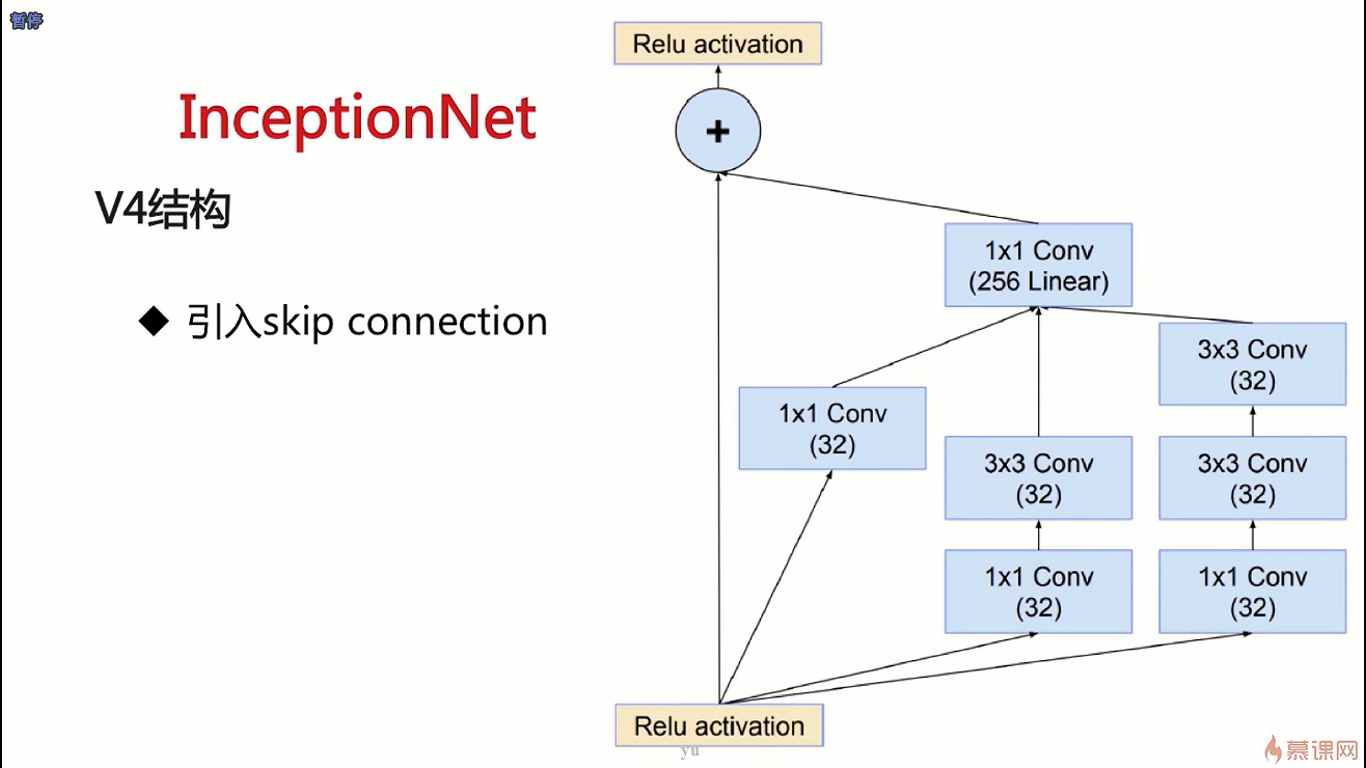 暂停
InceptionNet
V4结构
引入skip connection
Relu activation
+
1x1 Conv
(256 Linear)
3x3 Conv
(32)
1x1 Conv
(32)
3x3 Conv
(32)
3x3 Conv
(32)
1x1 Conv
(32)
1x1 Conv
(32)
Relu activation
yu
慕课网